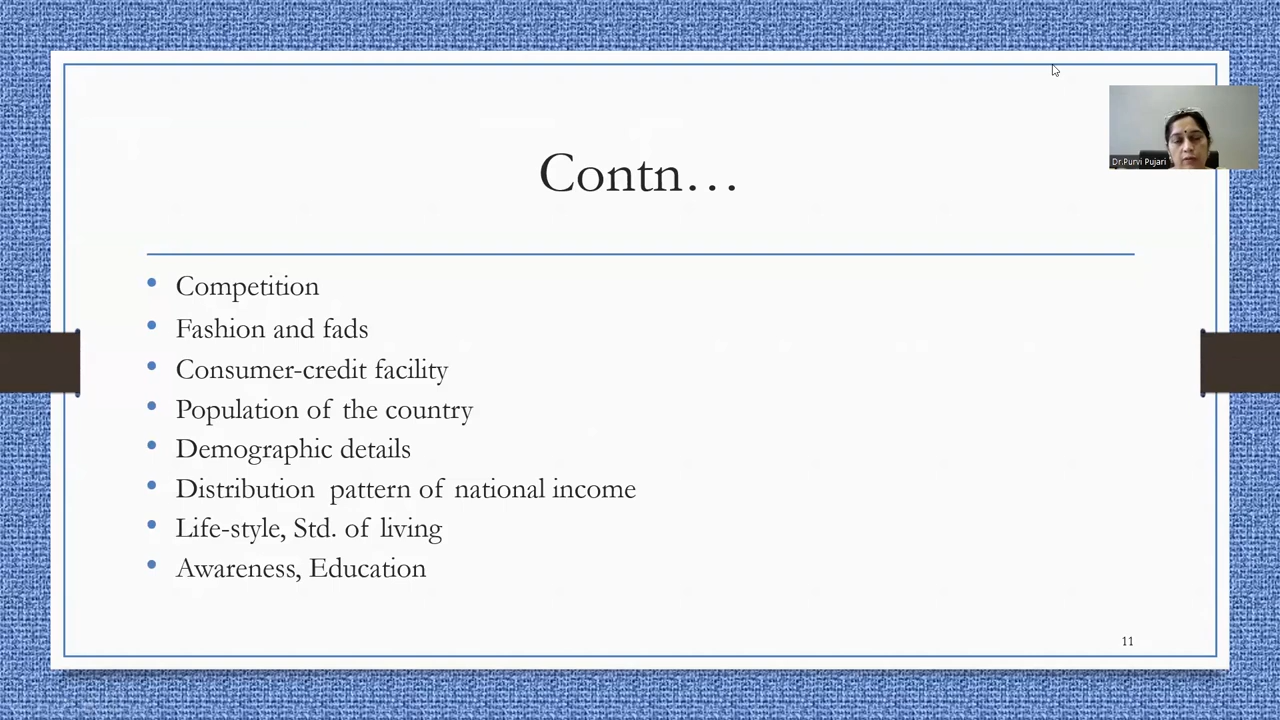 Contn...
Dr.Purvi Pujari
• Competition
• Fashion and fads
• Consumer-credit facility
• Population of the country
• Demographic details
• Distribution pattern of national income
• Life-style, Std. of living
• Awareness, Education
11